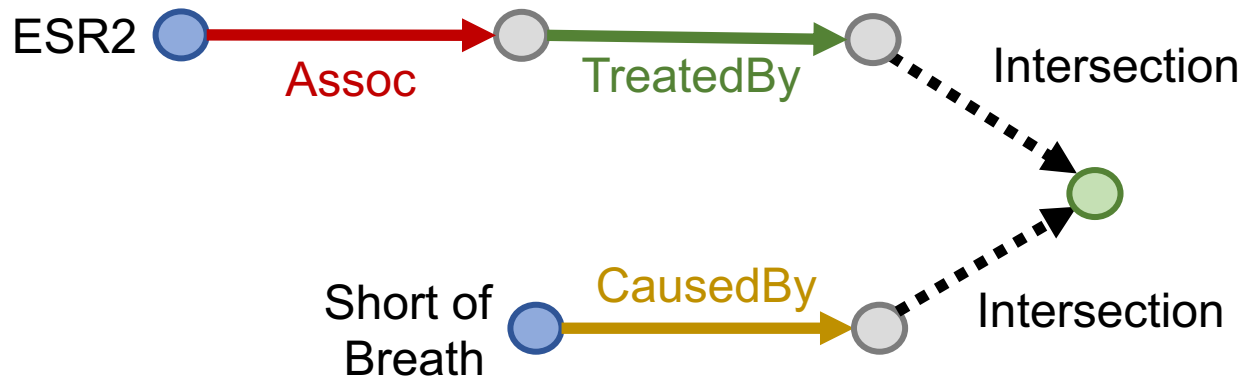 ESR2
Assoc
TreatedBy
Intersection
Short of
Breath
CausedBy
Intersection